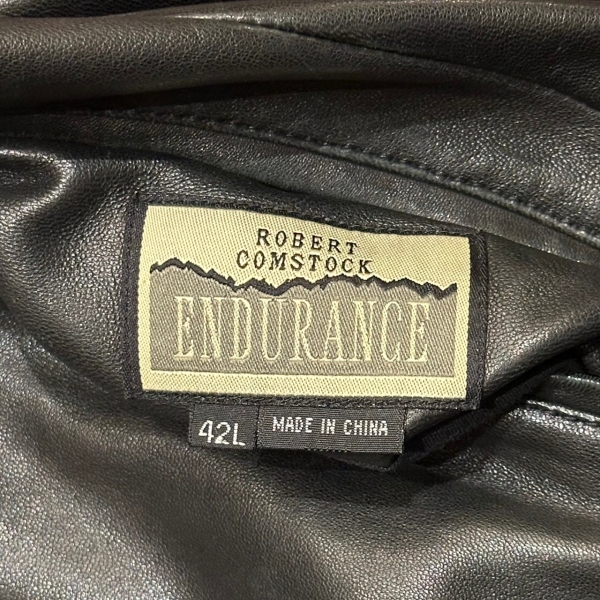 ROBERT
COMSTOCK
ENDURANCE
42L
MADE IN CHINA